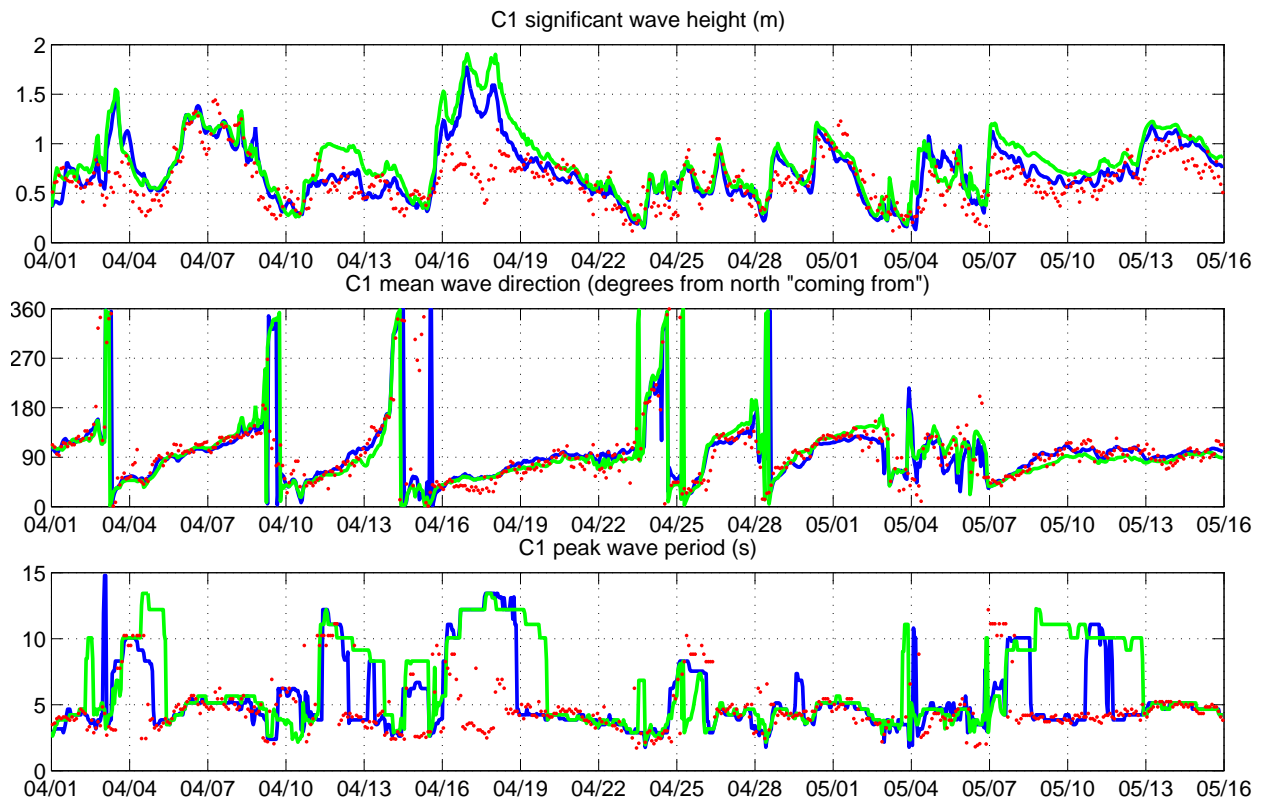 C1 significant wave height (m)
2
1.5
1
0.5
0
04/01 04/04 04/07 04/10 04/13 04/16 04/19 04/22 04/25 04/28 05/01 05/04 05/07 05/10 05/13 05/16
C1 mean wave direction (degrees from north "coming from")
360
270
180
90
0
04/01 04/04 04/07 04/10 04/13 04/16 04/19 04/22 04/25 04/28 05/01 05/04 05/07 05/10 05/13 05/16
C1 peak wave period (s)
15
10
5
0
04/01 04/04 04/07 04/10 04/13 04/16 04/19 04/22 04/25 04/28 05/01 05/04 05/07 05/10 05/13 05/16